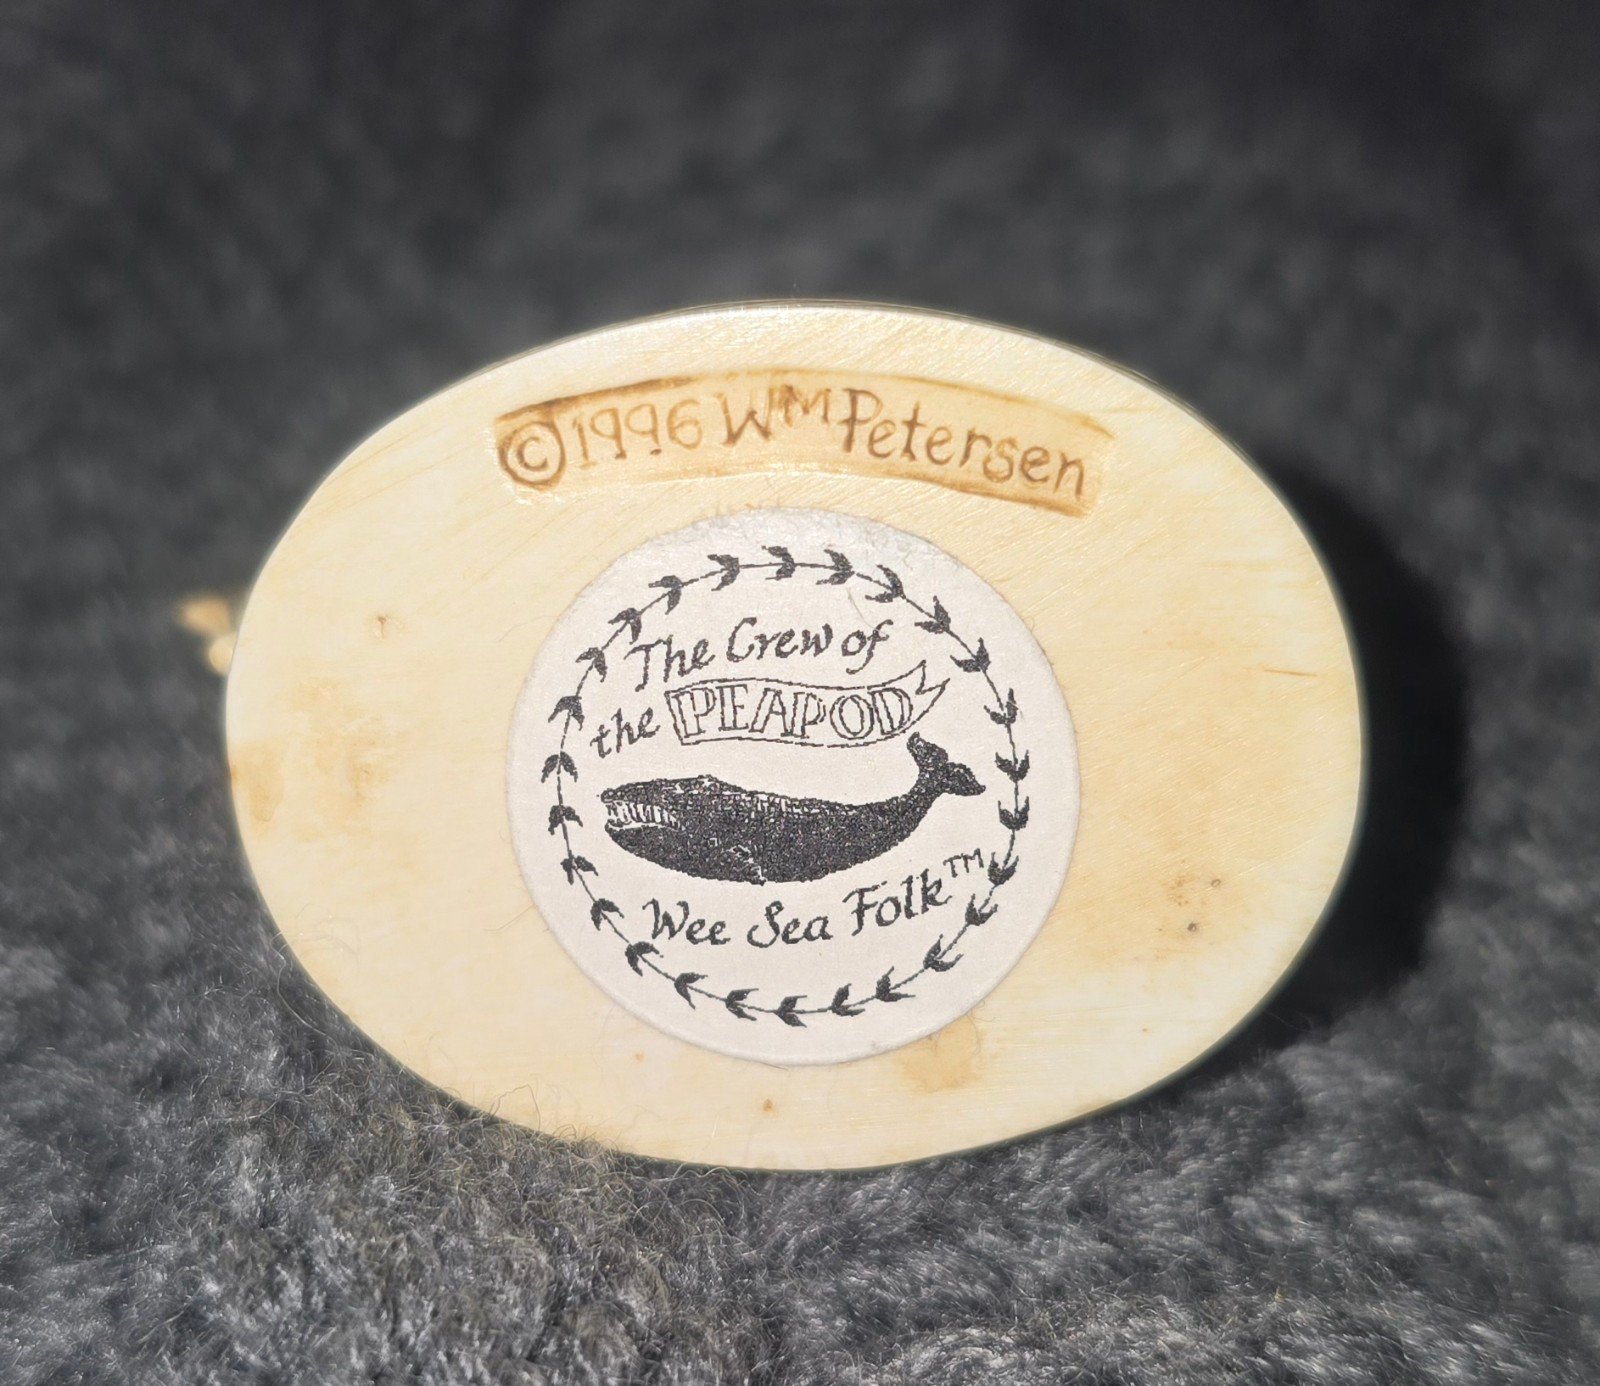 ©1996 Wᴹ Petersen
The Crew of
the PEAPOD
Wee Sea Folk™